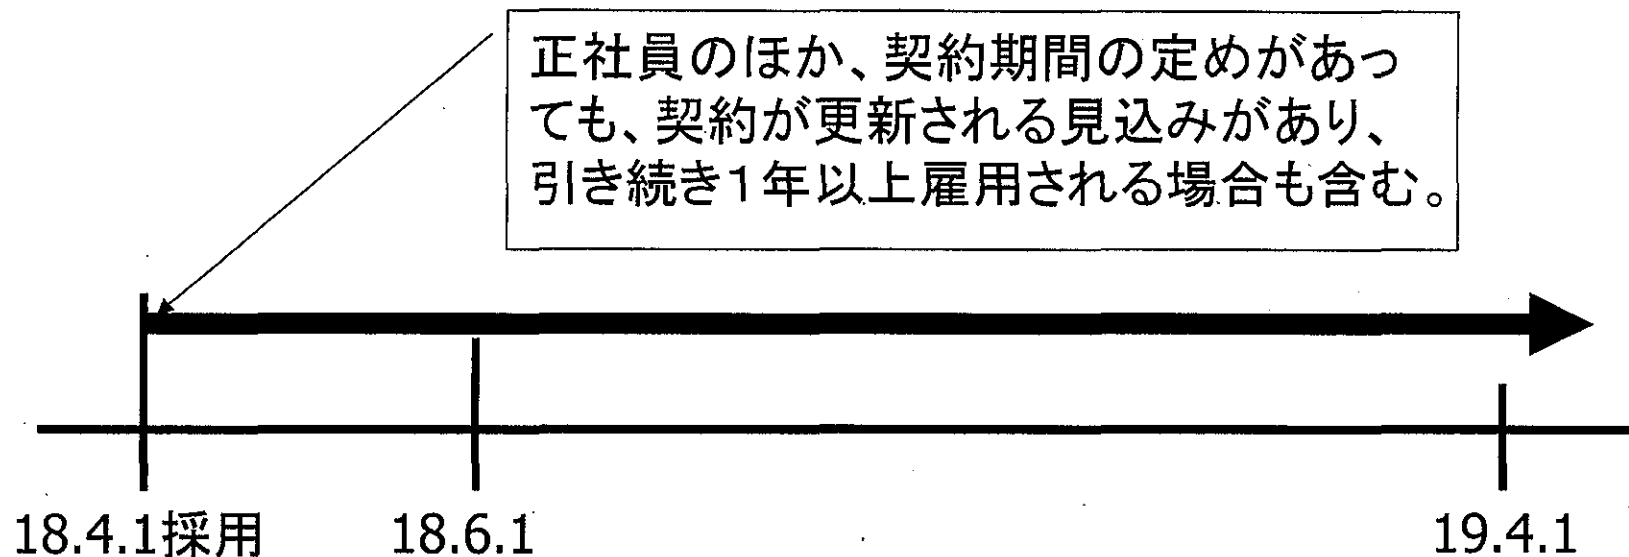 正社員のほか、契約期間の定めがあっ
ても、契約が更新される見込みがあり、
引き続き1年以上雇用される場合も含む。
18.4.1採用
18.6.1
19.4.1